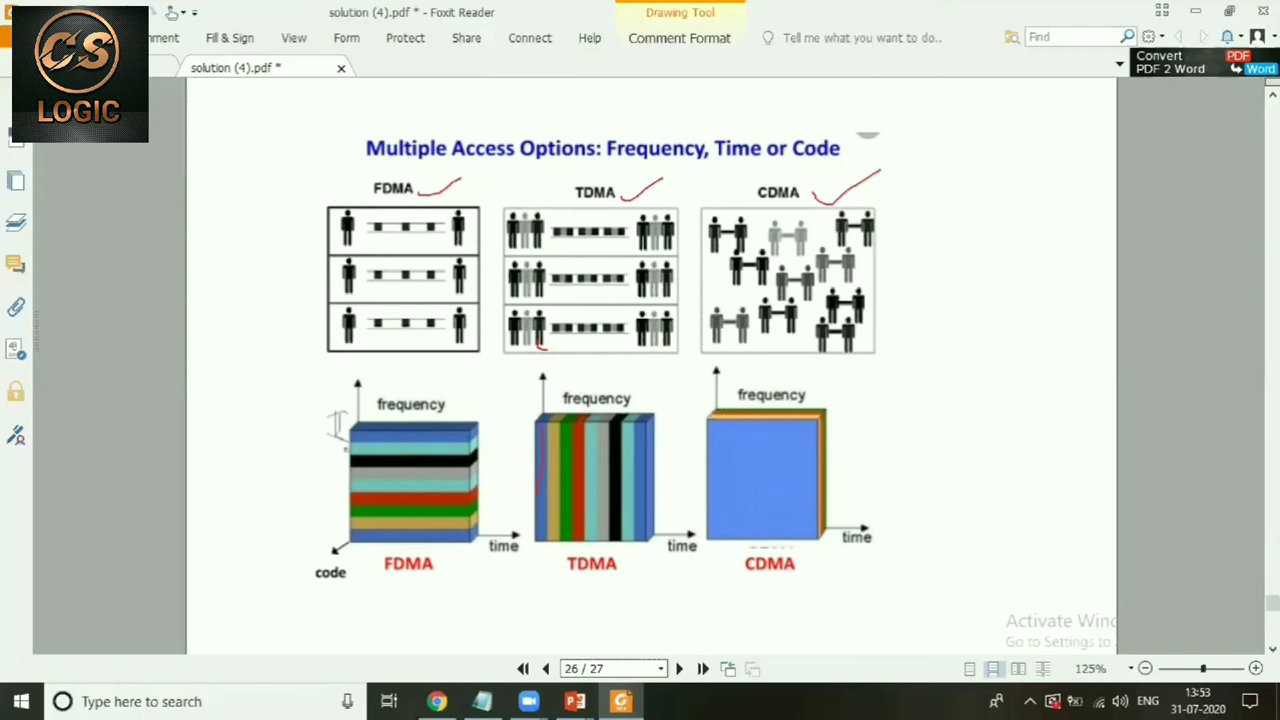 solution (4).pdf * - Foxit Reader
Drawing Tool
Fill & Sign
View
Form
Protect
Share
Connect
Help
Comment Format
Tell me what you want to do..
Find
Convert
PDF 2 Word
PDF
Word
CS
LOGIC
solution (4).pdf *
Multiple Access Options: Frequency, Time or Code
FDMA
TDMA
CDMA
frequency
frequency
frequency
time
time
time
code
FDMA
TDMA
CDMA
Activate Wind
Go to Settings to
26 / 27
125%
Type here to search
ENG
13:53
31-07-2020